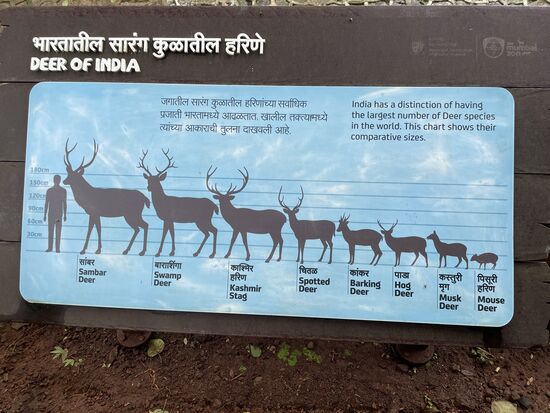 भारतातील सारंग कुळातील हरिणे
DEER OF INDIA
the mumbai zoo
जगातील सारंग कुळातील हरिणांच्या सर्वाधिक
प्रजाती भारतामध्ये आढळतात. खालील तक्त्यामध्ये
त्यांच्या आकाराची तुलना दाखवली आहे.
India has a distinction of having
the largest number of Deer species
in the world. This chart shows their
comparative sizes.
180cm
150cm
120cm
90cm
60cm
30cm
सांबर
Sambar
Deer
बाराशिंगा
Swamp
Deer
काश्मिर
हरिण
Kashmir
Stag
चितळ
Spotted
Deer
कांकर
Barking
Deer
पाडा
Hog
Deer
कस्तुरी
मृग
Musk
Deer
पिसूरी
हरिण
Mouse
Deer